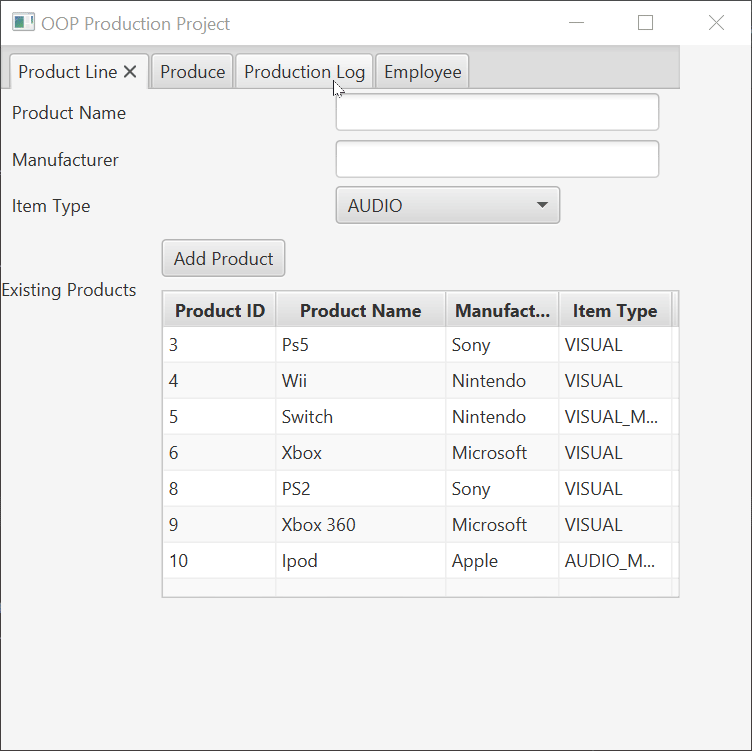 OOP Production Project
Product Line Produce Production Log Employee
Product Name
Manufacturer
Item Type AUDIO
Add Product
Existing Products
Product ID Product Name Manufact... Item Type
3 Ps5 Sony VISUAL
4 Wii Nintendo VISUAL
5 Switch Nintendo VISUAL_M...
6 Xbox Microsoft VISUAL
8 PS2 Sony VISUAL
9 Xbox 360 Microsoft VISUAL
10 Ipod Apple AUDIO_M...